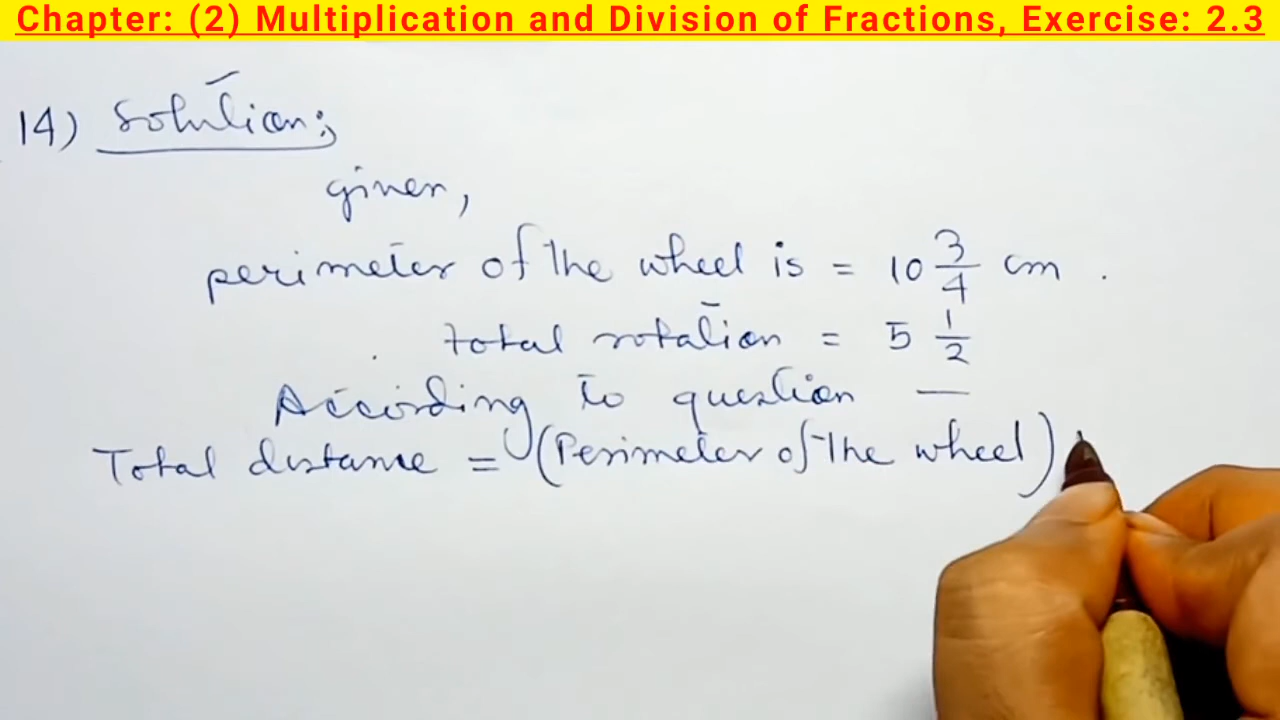 Chapter: (2) Multiplication and Division of Fractions, Exercise: 2.3
14) Solution:
given,
perimeter of the wheel is = 10 3/4 cm.
total rotation = 5 1/2
According to question —
Total distance = (Perimeter of the wheel)